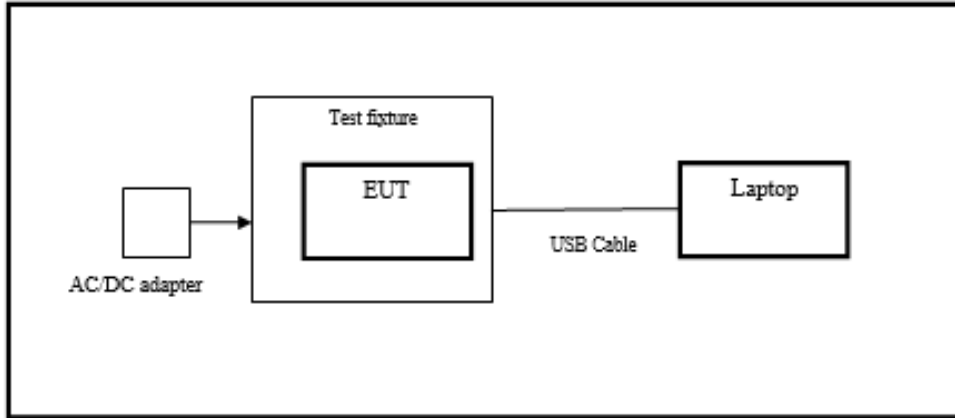 Test fixture
EUT
Laptop
USB Cable
AC/DC adapter